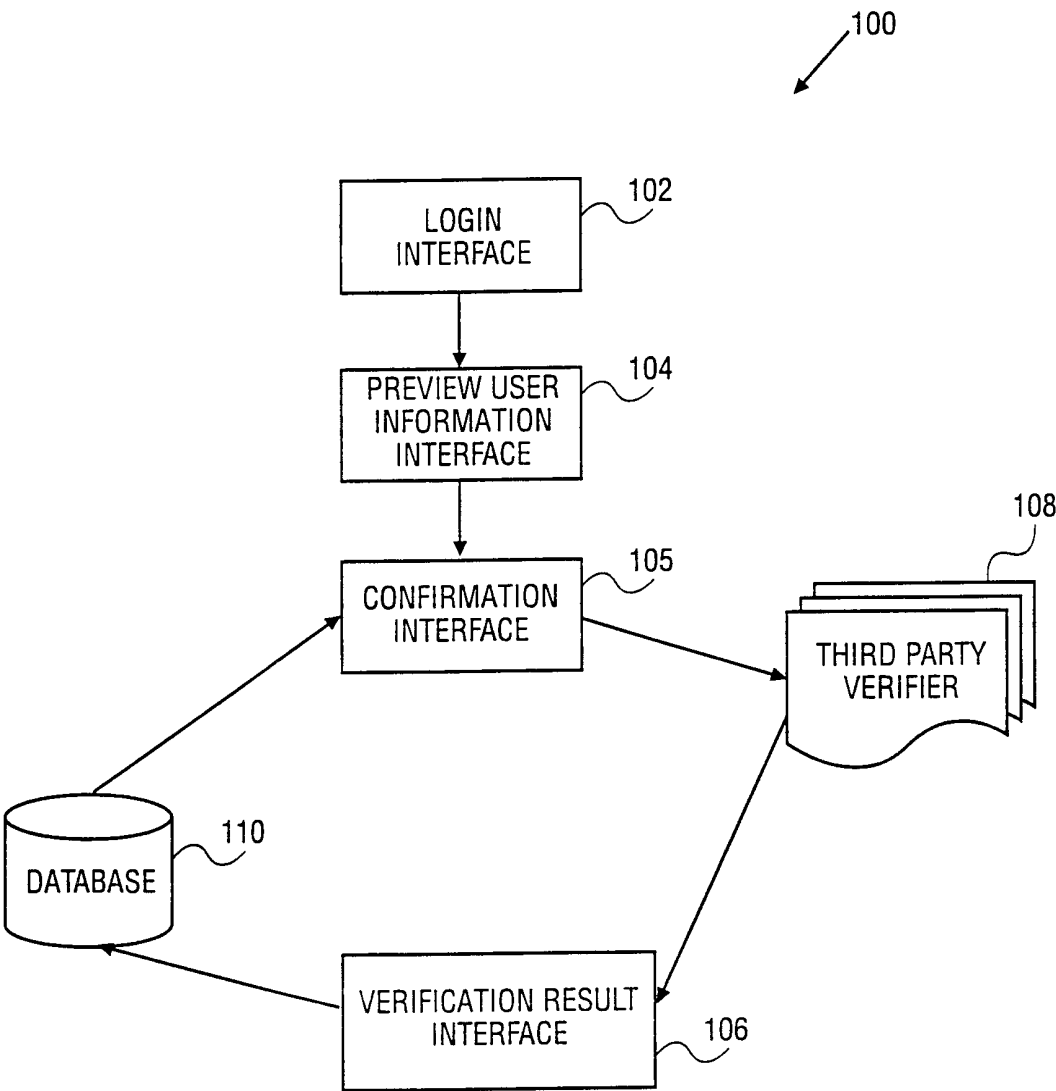 100
LOGIN
INTERFACE
102
PREVIEW USER
INFORMATION
INTERFACE
104
CONFIRMATION
INTERFACE
105
THIRD PARTY
VERIFIER
108
DATABASE
110
VERIFICATION RESULT
INTERFACE
106